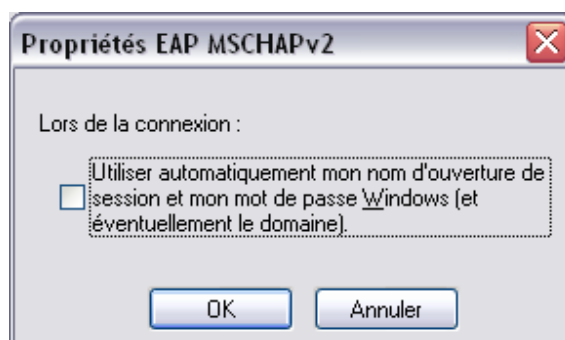 Propriétés EAP MSCHAPv2
Lors de la connexion :
Utiliser automatiquement mon nom d'ouverture de
session et mon mot de passe Windows (et
éventuellement le domaine).
OK
Annuler